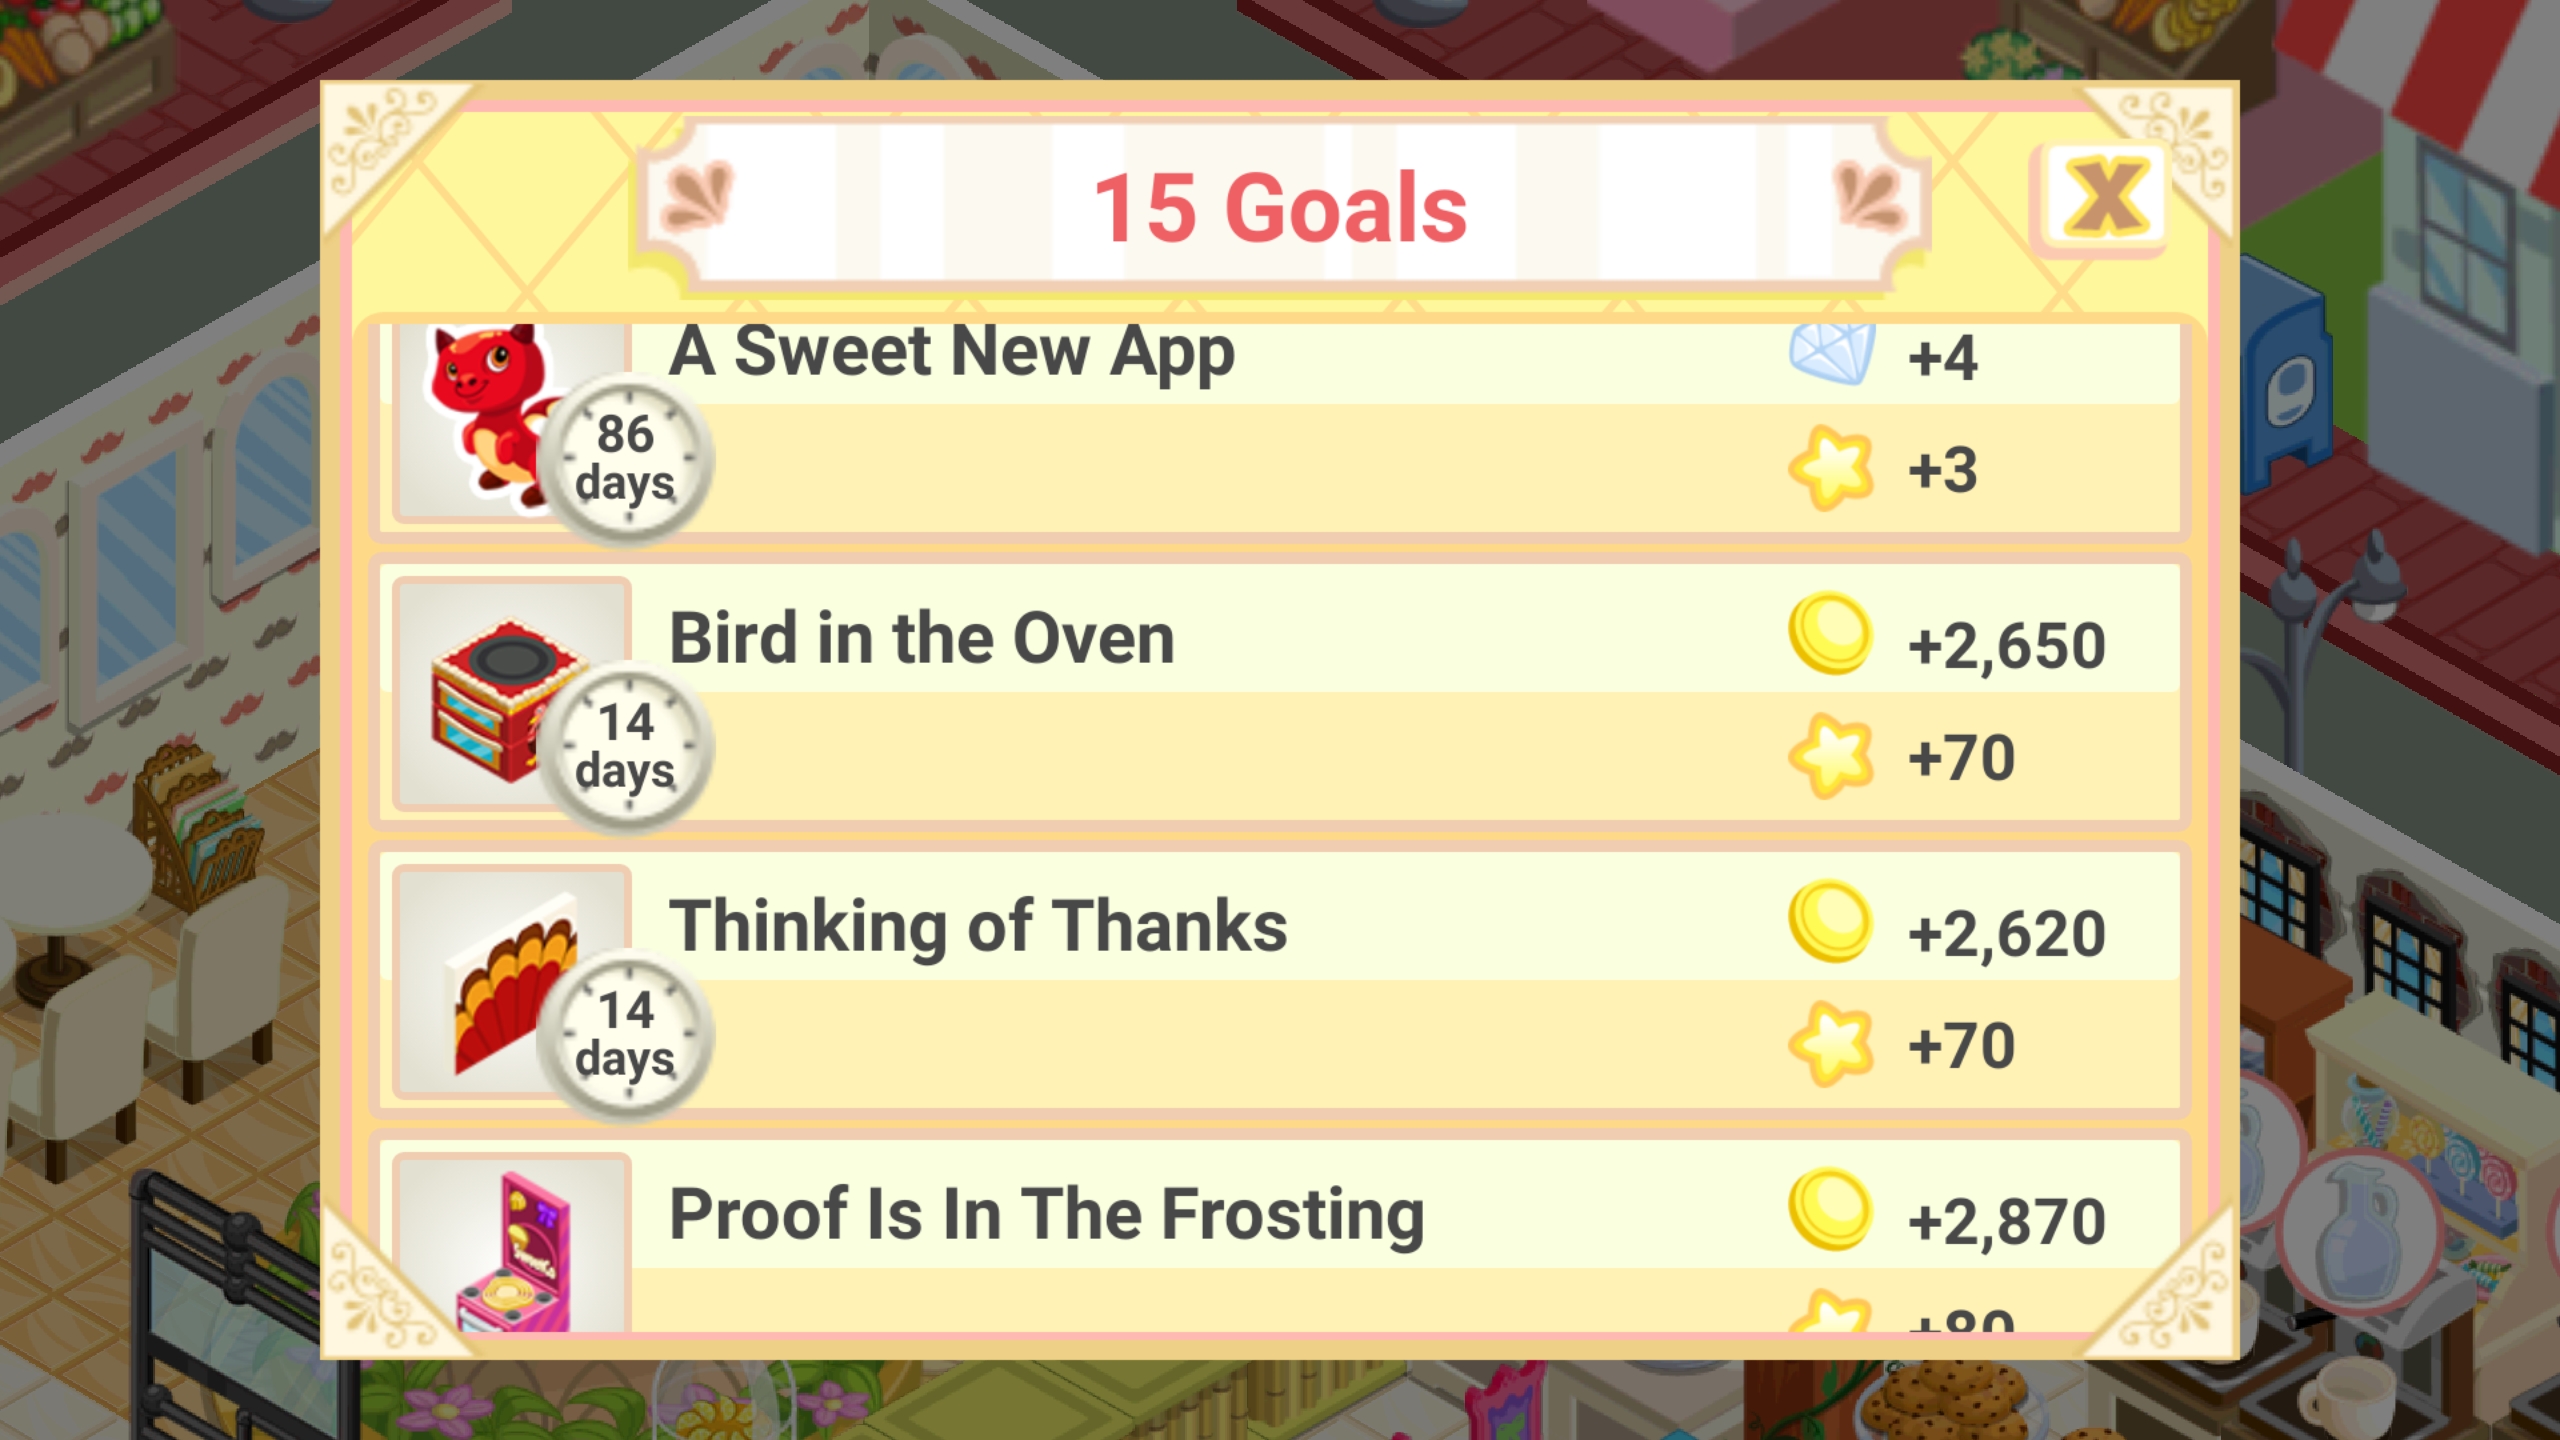 15 Goals
X
A Sweet New App
+4
86
days
+3
Bird in the Oven
+2,650
14
days
+70
Thinking of Thanks
+2,620
14
days
+70
Proof Is In The Frosting
+2,870
+80